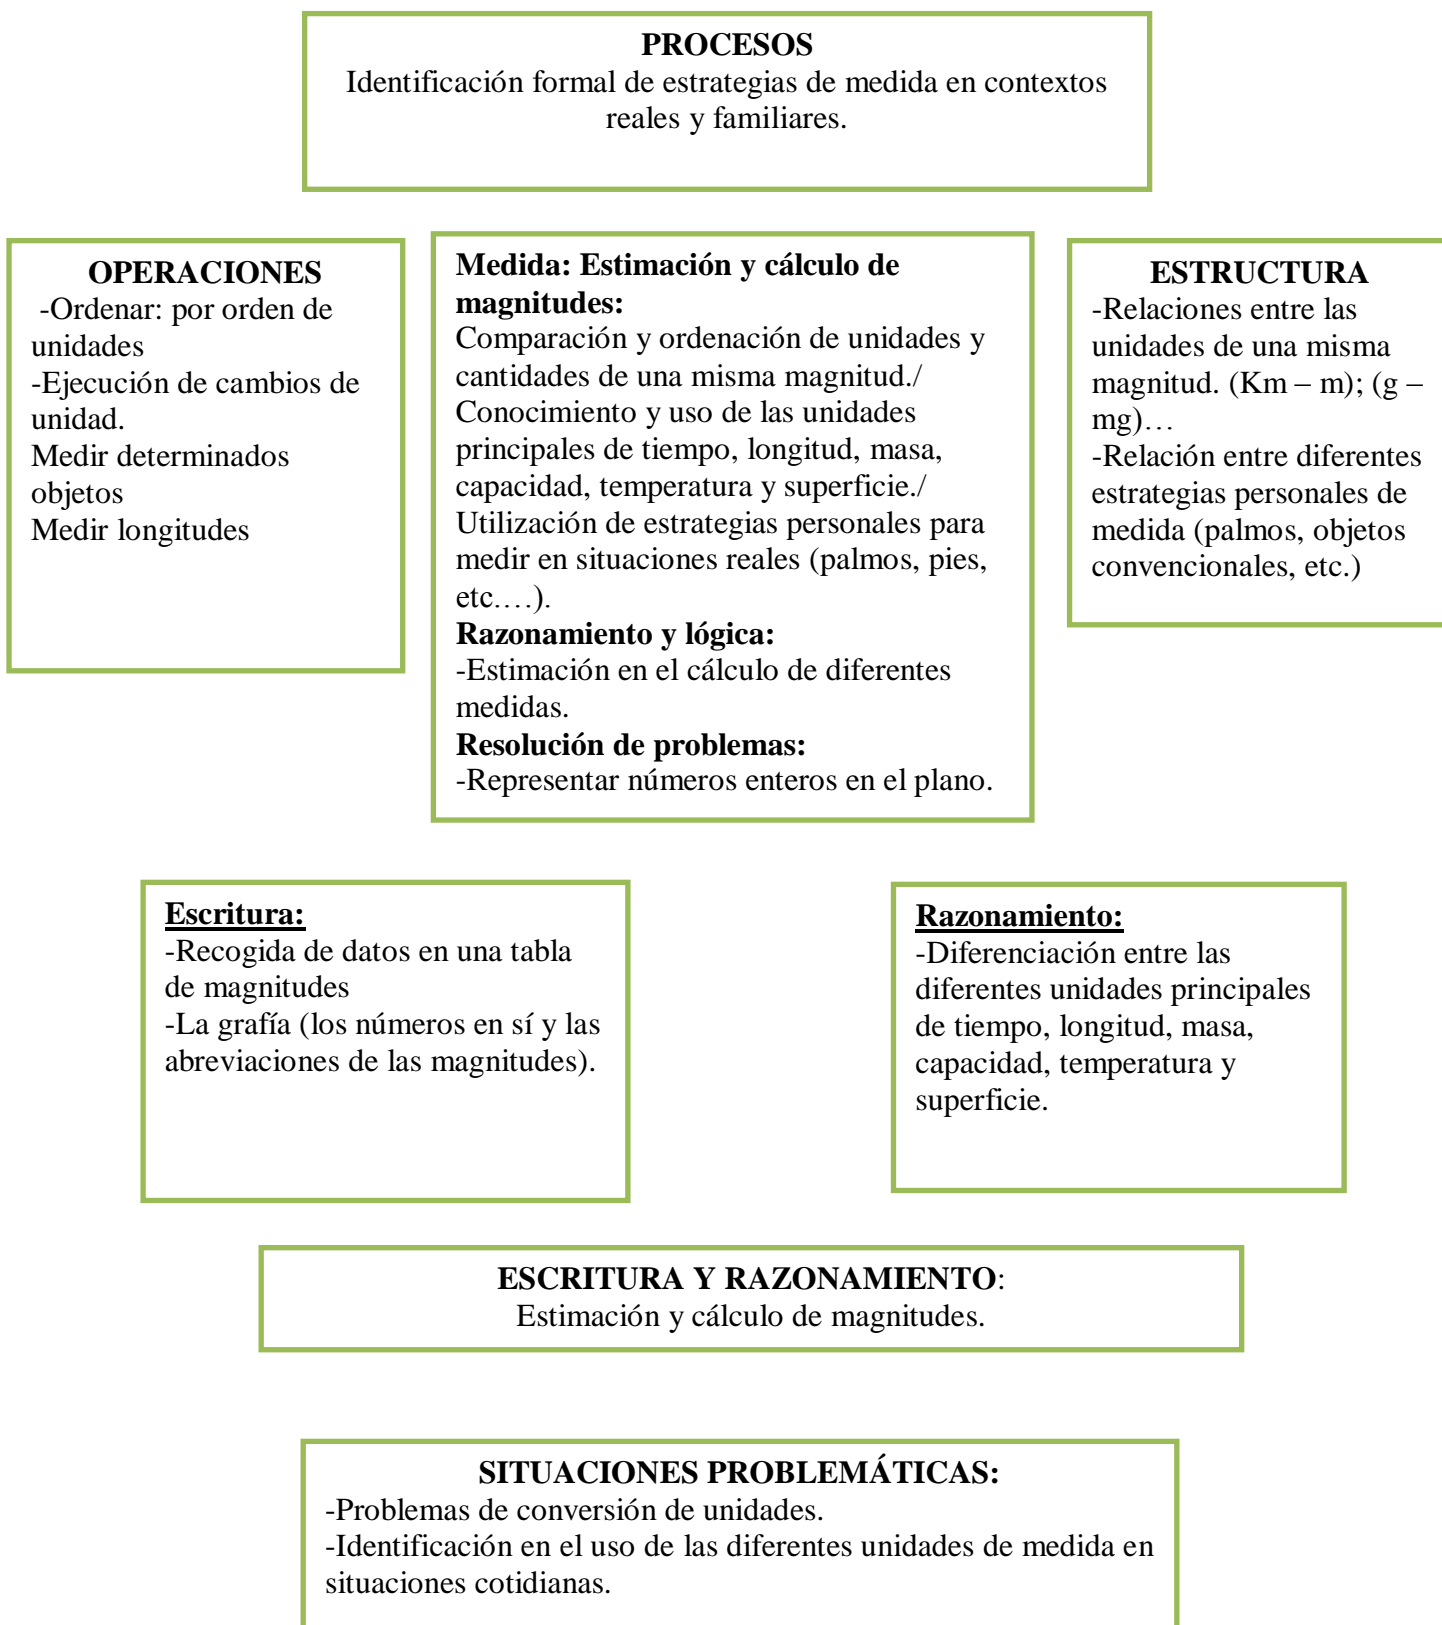 PROCESOS
Identificación formal de estrategias de medida en contextos
reales y familiares.
OPERACIONES
-Ordenar: por orden de
unidades
-Ejecución de cambios de
unidad.
Medir determinados
objetos
Medir longitudes
Medida: Estimación y cálculo de
magnitudes:
Comparación y ordenación de unidades y
cantidades de una misma magnitud./
Conocimiento y uso de las unidades
principales de tiempo, longitud, masa,
capacidad, temperatura y superficie./
Utilización de estrategias personales para
medir en situaciones reales (palmos, pies,
etc.…).
Razonamiento y lógica:
-Estimación en el cálculo de diferentes
medidas.
Resolución de problemas:
-Representar números enteros en el plano.
ESTRUCTURA
-Relaciones entre las
unidades de una misma
magnitud. (Km – m); (g –
mg)…
-Relación entre diferentes
estrategias personales de
medida (palmos, objetos
convencionales, etc.)
Escritura:
-Recogida de datos en una tabla
de magnitudes
-La grafía (los números en sí y las
abreviaciones de las magnitudes).
Razonamiento:
-Diferenciación entre las
diferentes unidades principales
de tiempo, longitud, masa,
capacidad, temperatura y
superficie.
ESCRITURA Y RAZONAMIENTO:
Estimación y cálculo de magnitudes.
SITUACIONES PROBLEMÁTICAS:
-Problemas de conversión de unidades.
-Identificación en el uso de las diferentes unidades de medida en
situaciones cotidianas.